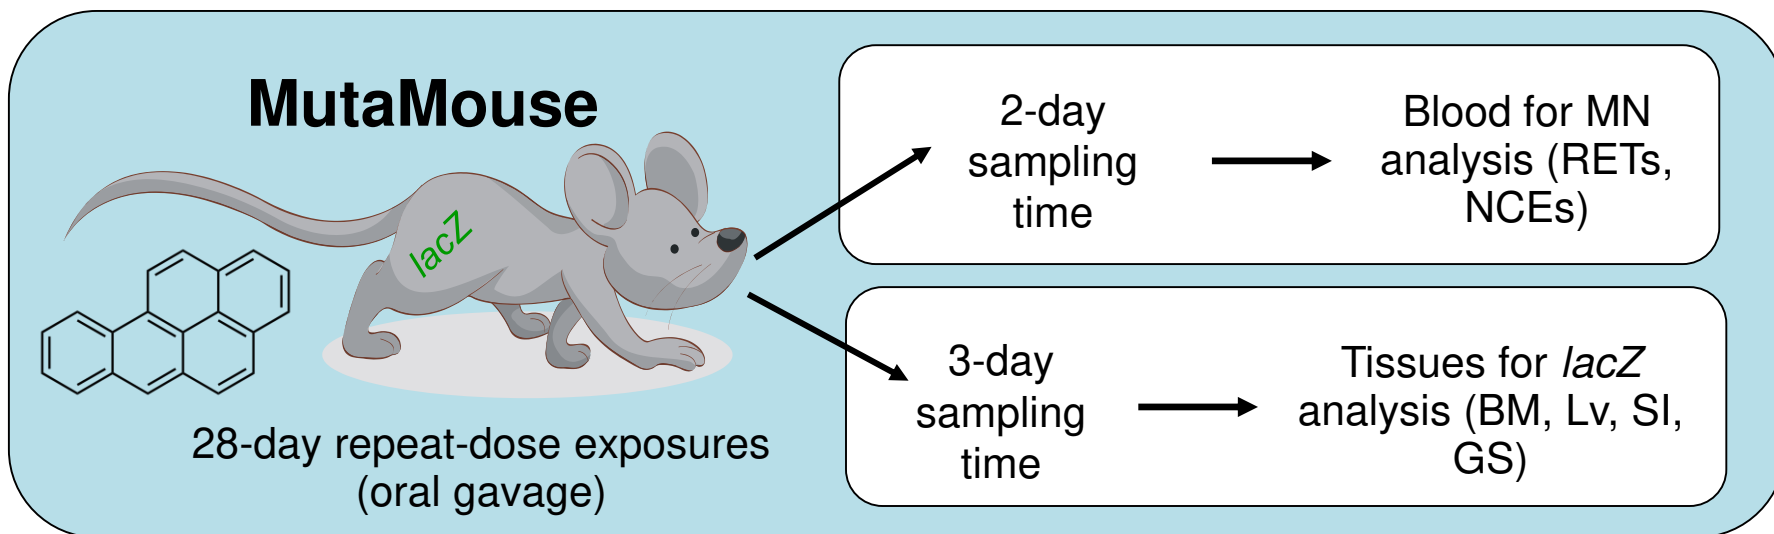 MutaMouse
lacZ
28-day repeat-dose exposures
(oral gavage)
2-day
sampling
time
Blood for MN
analysis (RETs,
NCEs)
3-day
sampling
time
Tissues for lacZ
analysis (BM, Lv, SI,
GS)